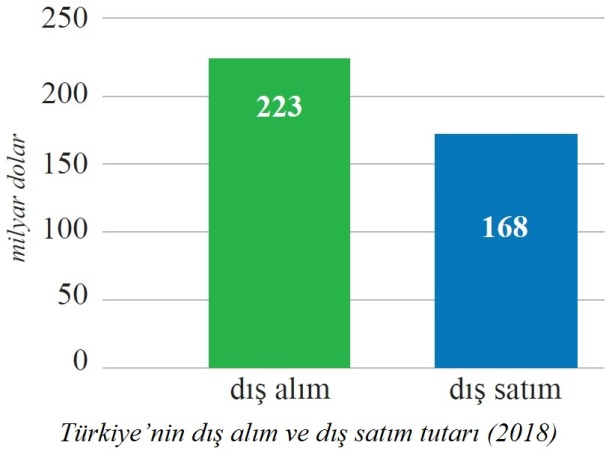 250
200
150
100
50
0
milyar dolar
223
168
dış alım
dış satım
Türkiye’nin dış alım ve dış satım tutarı (2018)